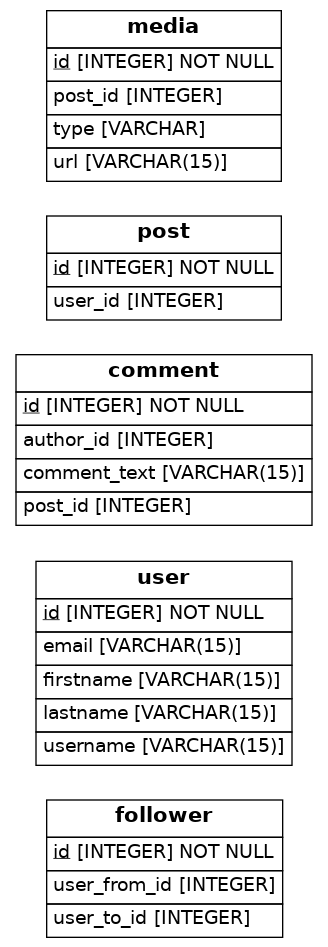 media
id [INTEGER] NOT NULL
post_id [INTEGER]
type [VARCHAR]
url [VARCHAR(15)]
post
id [INTEGER] NOT NULL
user_id [INTEGER]
comment
id [INTEGER] NOT NULL
author_id [INTEGER]
comment_text [VARCHAR(15)]
post_id [INTEGER]
user
id [INTEGER] NOT NULL
email [VARCHAR(15)]
firstname [VARCHAR(15)]
lastname [VARCHAR(15)]
username [VARCHAR(15)]
follower
id [INTEGER] NOT NULL
user_from_id [INTEGER]
user_to_id [INTEGER]